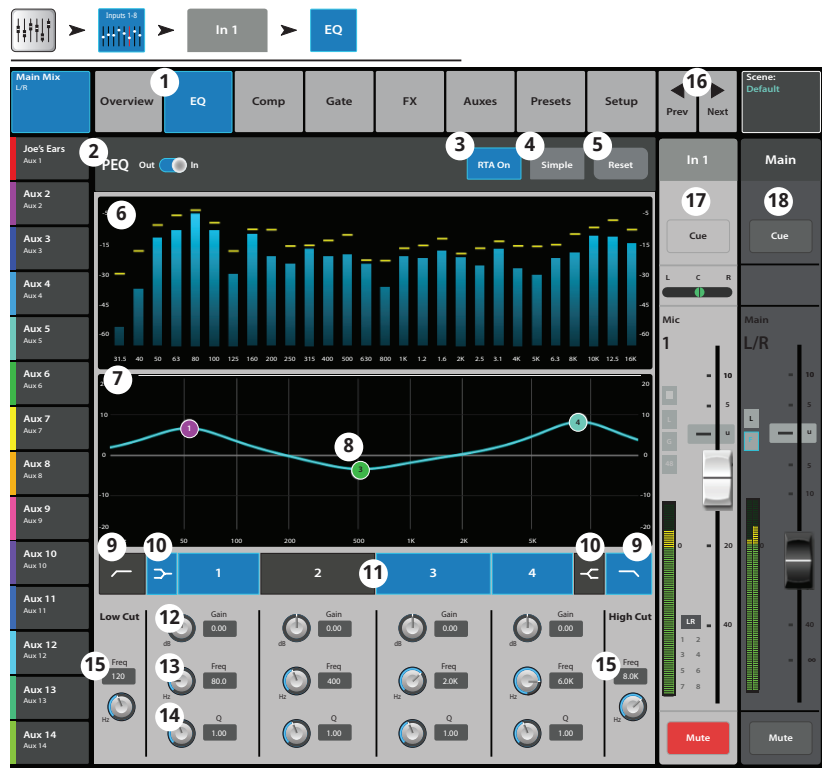 Inputs 1-8
In 1
EQ
Main Mix
L/R
1
Overview
EQ
Comp
Gate
FX
Auxes
Presets
Setup
16
Prev
Next
Scene:
Default
Joe's Ears
Aux 1
Aux 2
Aux 2
Aux 3
Aux 3
Aux 4
Aux 4
Aux 5
Aux 5
Aux 6
Aux 6
Aux 7
Aux 7
Aux 8
Aux 8
Aux 9
Aux 9
Aux 10
Aux 10
Aux 11
Aux 11
Aux 12
Aux 12
Aux 13
Aux 13
Aux 14
Aux 14
2
PEQ
Out
In
3
RTA On
4
Simple
5
Reset
6
-5 -5
-15 -15
-30 -30
-45 -45
-60 -60
31.5 40 50 63 80 100 125 160 200 250 315 400 500 630 800 1K 1.2 1.6 2K 2.5 3.1 4K 5K 6.3 8K 10K 12.5 16K
7
20
10 10
0 0
-10 -10
-20 -20
1
8
3
4
50 100 200 500 1K 2K 5K
9 10 11 10 9
1 2 3 4
Low Cut
15
Freq
120
Hz
12
Gain
0.00
dB
13
Freq
80.0
Hz
14
Q
1.00
Gain
0.00
dB
Freq
400
Hz
Q
1.00
Gain
0.00
dB
Freq
2.0K
Hz
Q
1.00
Gain
0.00
dB
Freq
6.0K
Hz
Q
1.00
High Cut
15
Freq
8.0K
Hz
In 1
17
Cue
L C R
Mic
1
10
5
u
L
G
48
0
20
40
LR
1 2
3 4
5 6
7 8
Mute
Main
18
Cue
Main
L/R
10
5
L
u
5
10
0
20
40
∞
Mute